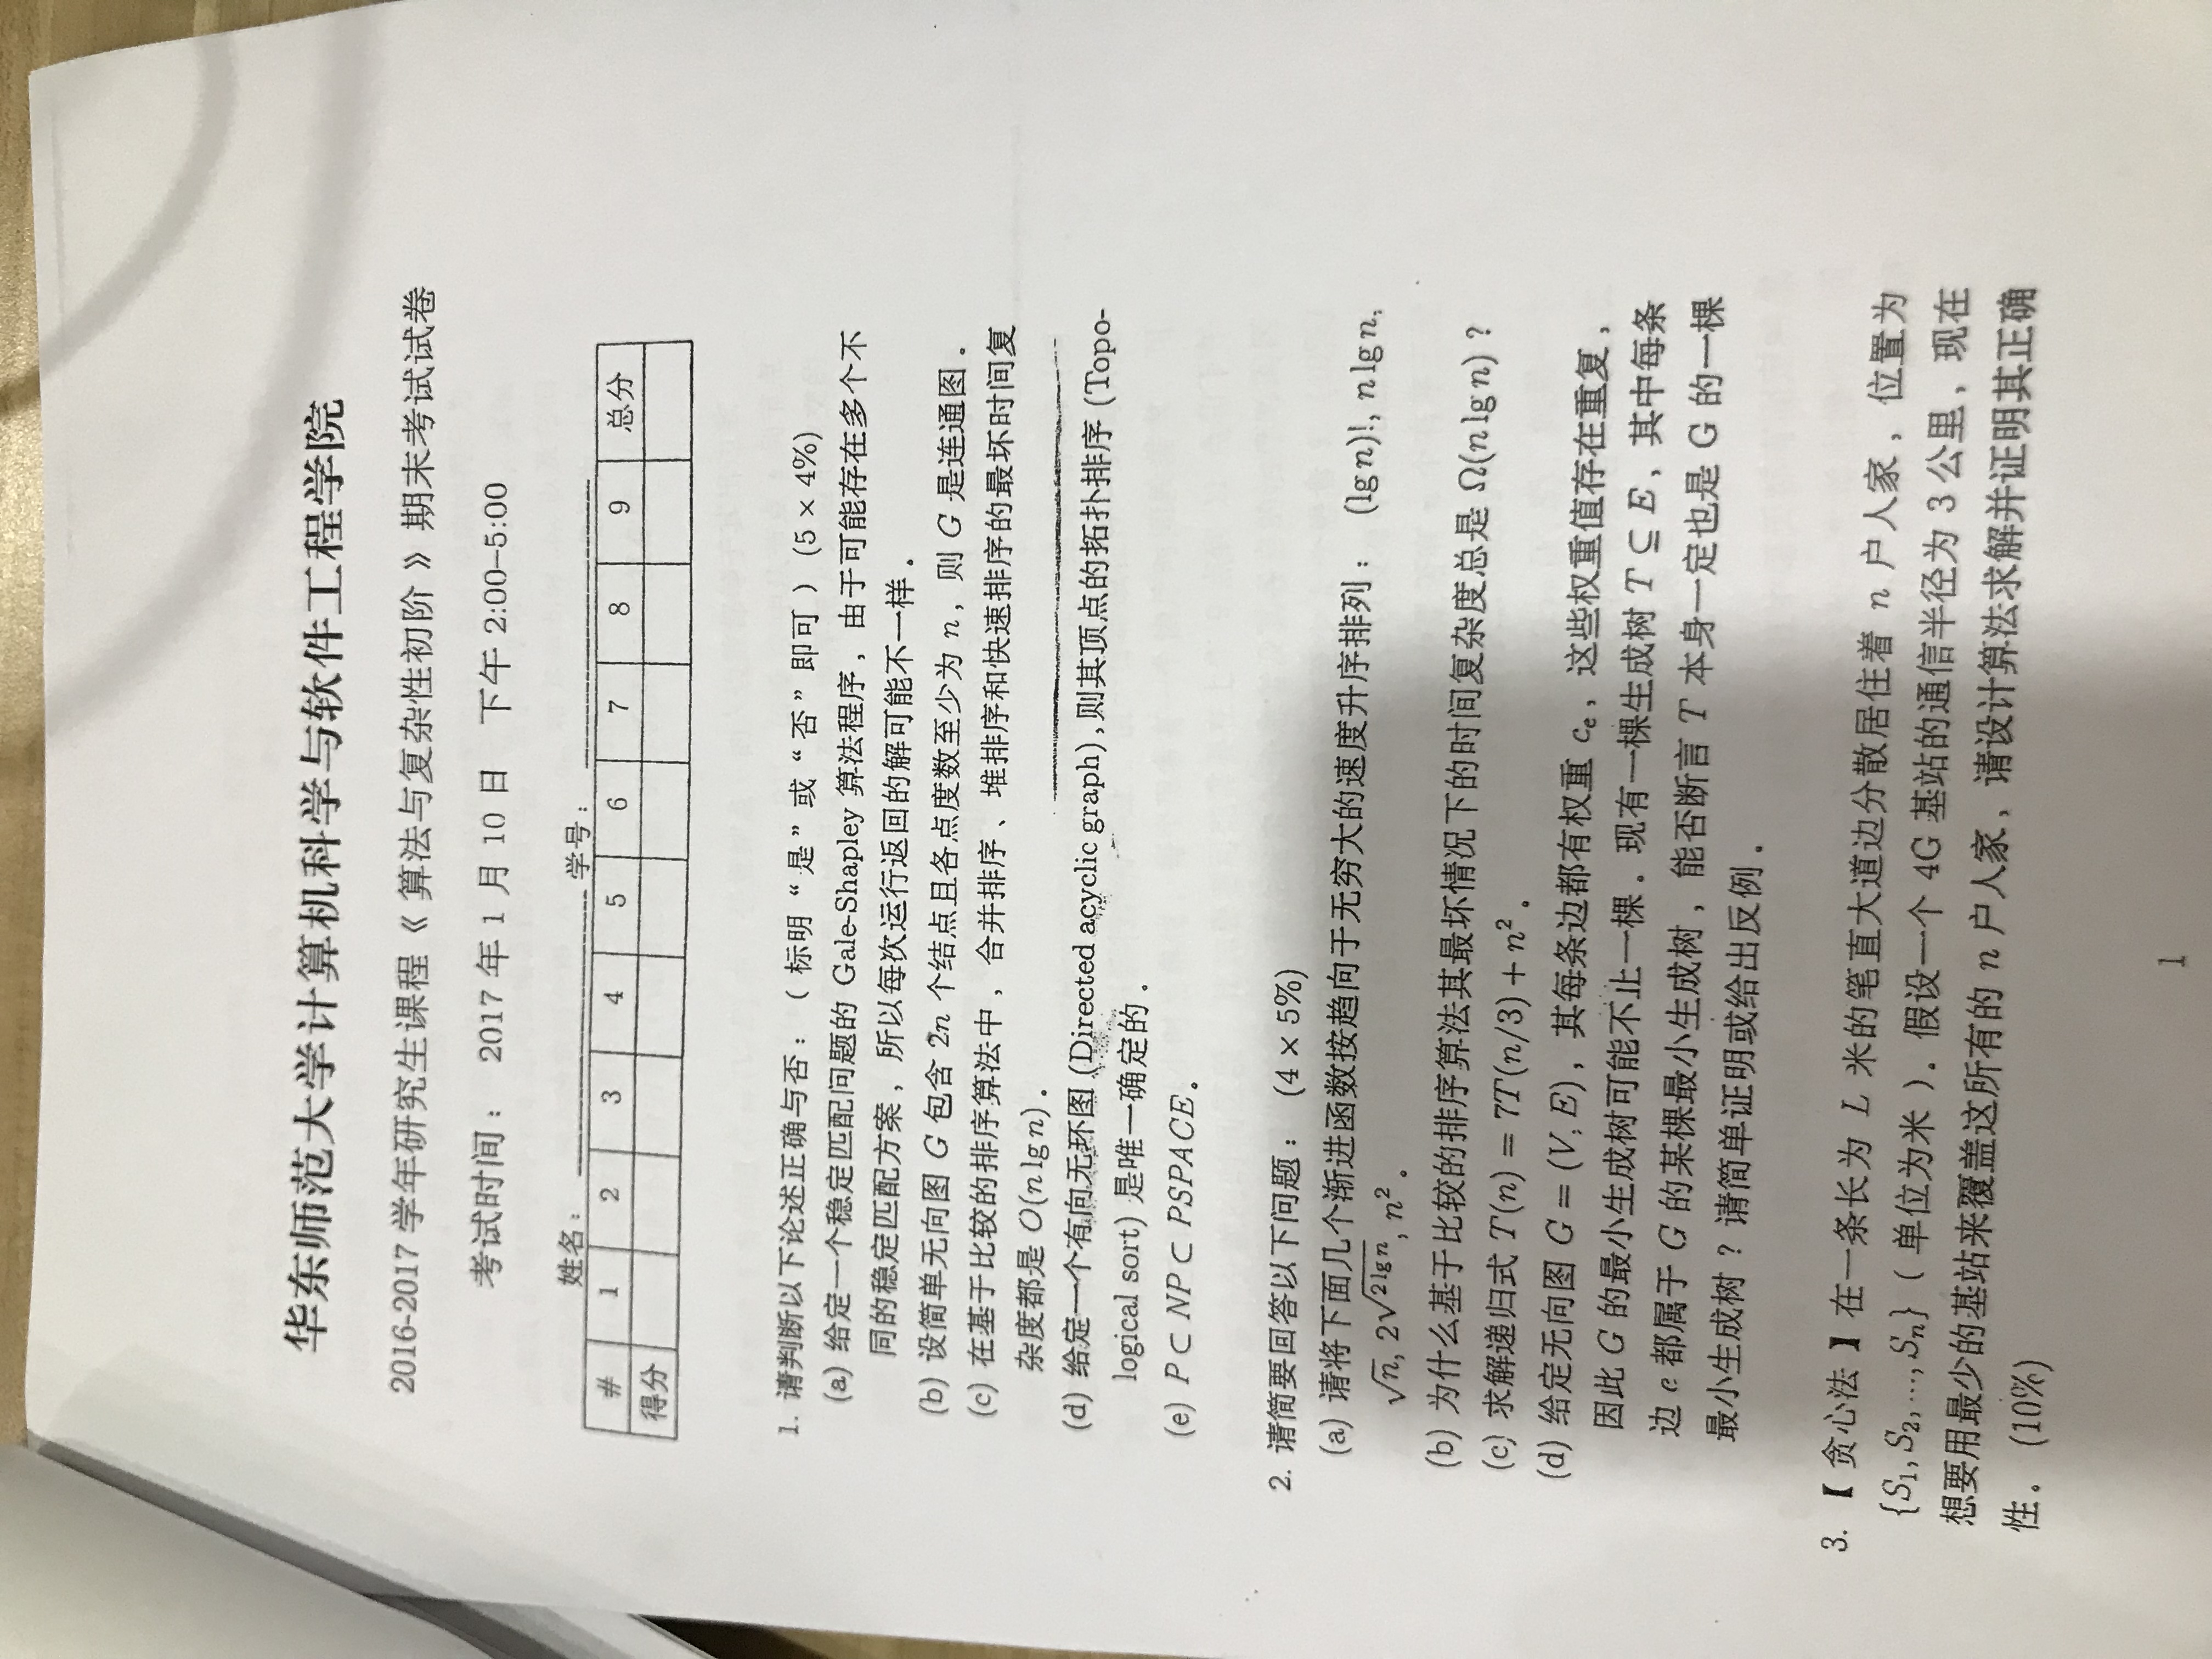 华东师范大学计算机科学与软件工程学院
2016-2017 学年研究生课程《算法与复杂性初阶》期末考试试卷
考试时间： 2017 年 1 月 10 日 下午 2:00–5:00
姓名： 学号：
# 1 2 3 4 5 6 7 8 9 总分
得分
1. 请判断以下论述正确与否：（标明“是”或“否”即可）(5 × 4%)
(a) 给定一个稳定匹配问题的 Gale-Shapley 算法程序，由于可能存在多个不
同的稳定匹配方案，所以每次运行返回的解可能不一样．
(b) 设简单无向图 G 包含 2n 个结点且各点度数至少为 n，则 G 是连通图．
(c) 在基于比较的排序算法中，合并排序、堆排序和快速排序的最坏时间复
杂度都是 O(n lg n)．
(d) 给定一个有向无环图 (Directed acyclic graph),则其顶点的拓扑排序 (Topo-
logical sort) 是唯一确定的．
(e) P ⊂ NP ⊂ PSPACE。
2. 请简要回答以下问题： (4 × 5%)
(a) 请将下面几个渐进函数按趋向于无穷大的速度升序排列： (lg n)!, n lg n,
√n, 2^√(2 lg n), n²。
(b) 为什么基于比较的排序算法其最坏情况下的时间复杂度总是 Ω(n lg n)？
(c) 求解递归式 T(n) = 7T(n/3) + n²。
(d) 给定无向图 G = (V, E)，其每条边都有权重 cₑ，这些权重值存在重复，
因此 G 的最小生成树可能不止一棵．现有一棵生成树 T ⊆ E，其中每条
边 e 都属于 G 的某棵最小生成树，能否断言 T 本身一定也是 G 的一棵
最小生成树？请简单证明或给出反例．
3. 【贪心法】在一条长为 L 米的笔直大道边分散居住着 n 户人家，位置为
{S₁, S₂, ..., Sₙ}（单位为米）．假设一个 4G 基站的通信半径为 3 公里，现在
想要用最少的基站来覆盖这所有的 n 户人家，请设计算法求解并证明其正确
性。 (10%)
1